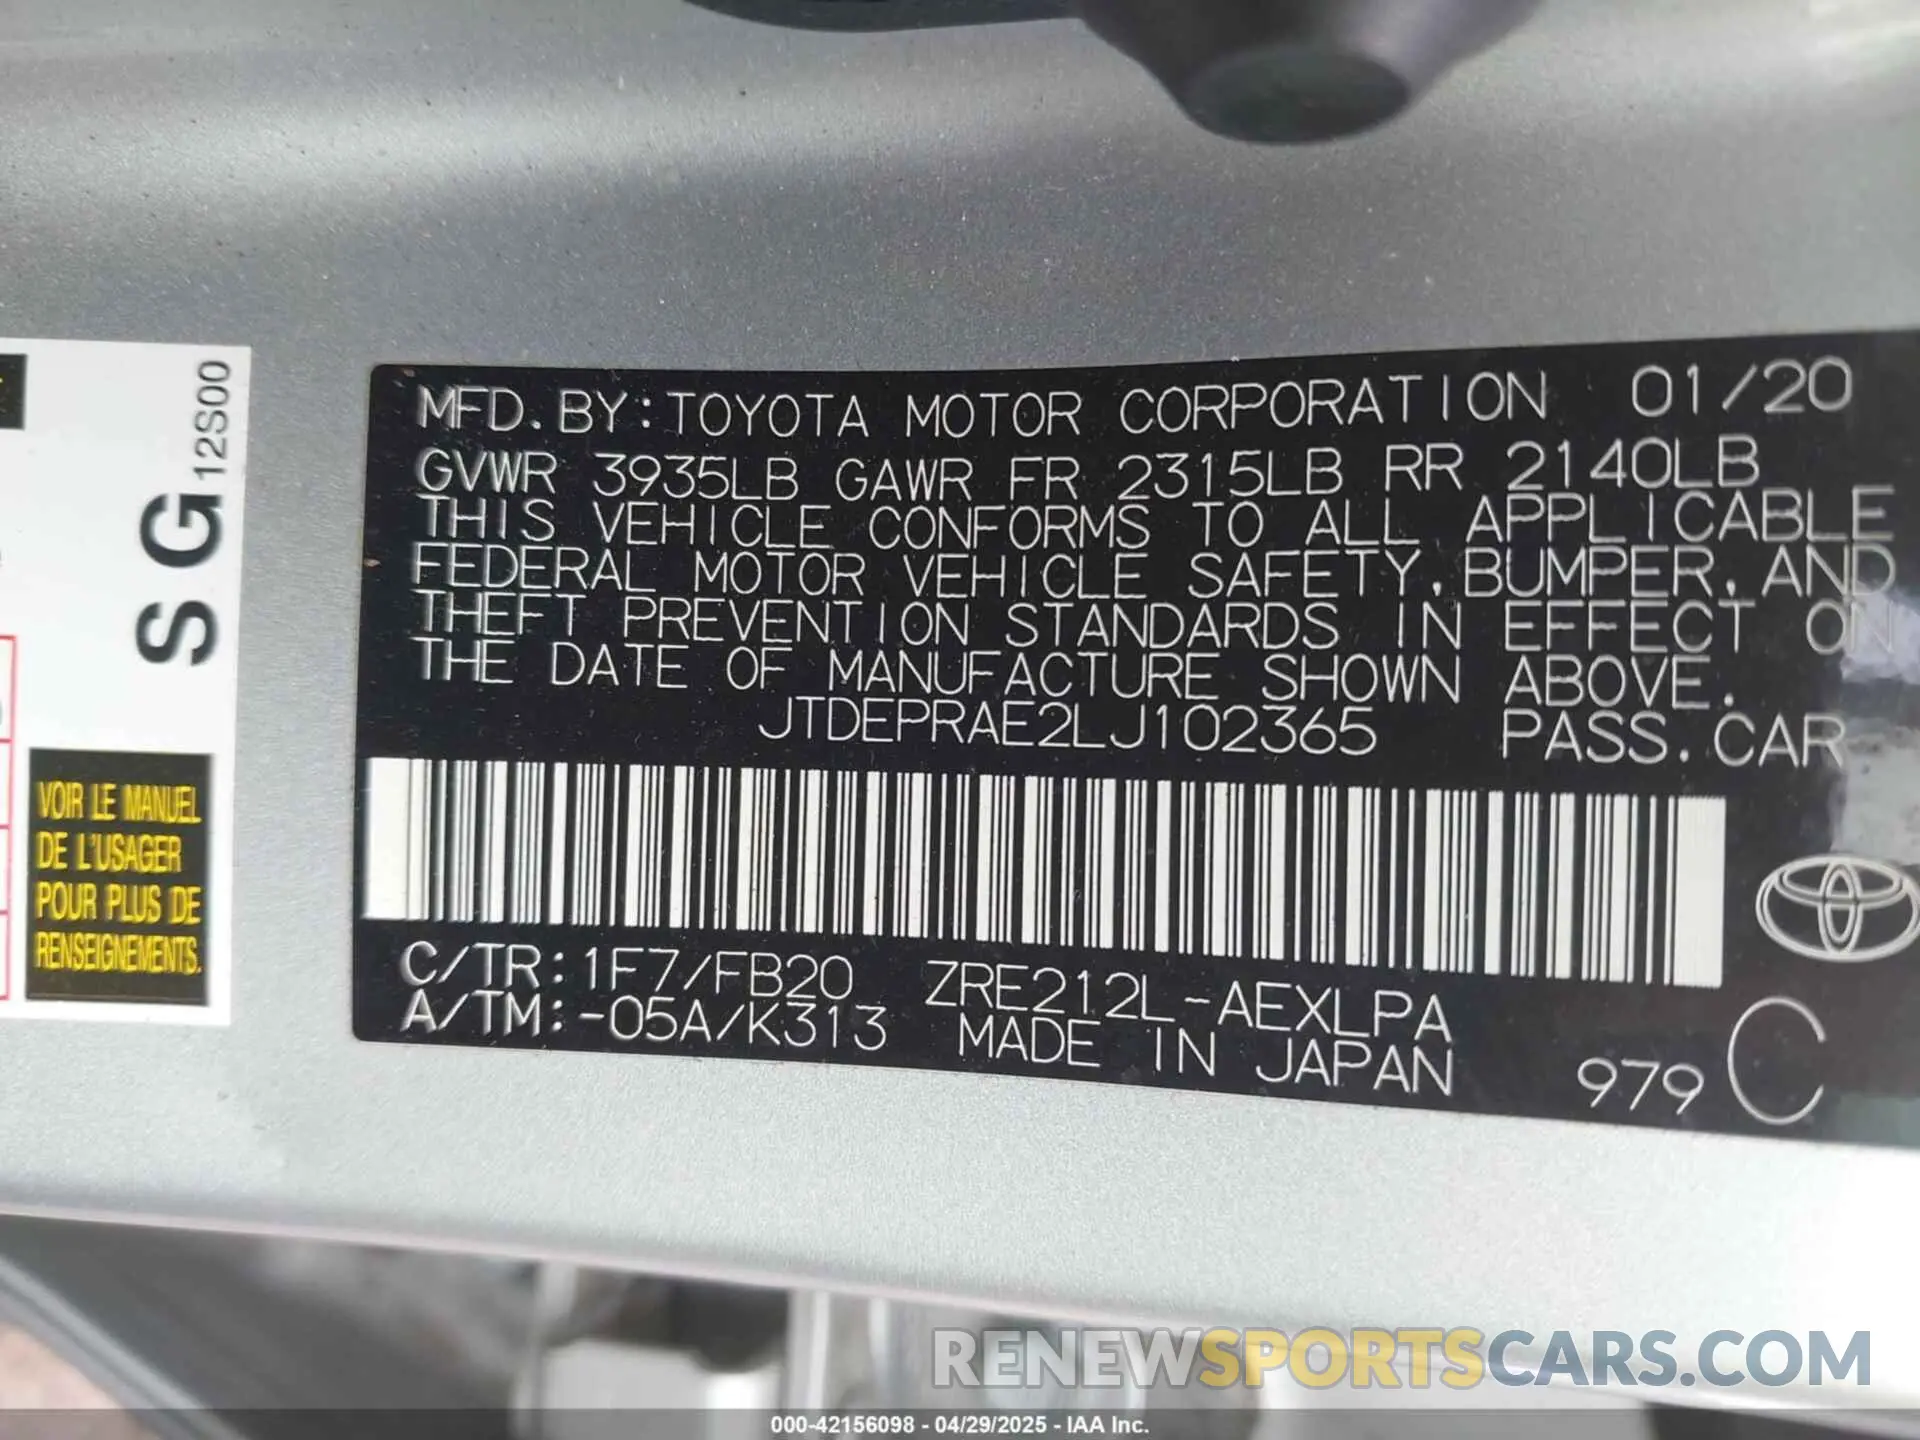 MFD. BY: TOYOTA MOTOR CORPORATION 01/20
GVWR 3935LB GAWR FR 2315LB RR 2140LB
THIS VEHICLE CONFORMS TO ALL APPLICABLE
FEDERAL MOTOR VEHICLE SAFETY, BUMPER, AND
THEFT PREVENTION STANDARDS IN EFFECT ON
THE DATE OF MANUFACTURE SHOWN ABOVE.
JTDEPRAE2LJ102365 PASS. CAR
C/TR: 1F7/FB20 ZRE212L-AEXLPA
A/TM: -05A/K313 MADE IN JAPAN 979 C
S G 12S00
VOIR LE MANUEL
DE L'USAGER
POUR PLUS DE
RENSEIGNEMENTS.
RENEWSPORTSCARS.COM
000-42156098 - 04/29/2025 - IAA Inc.